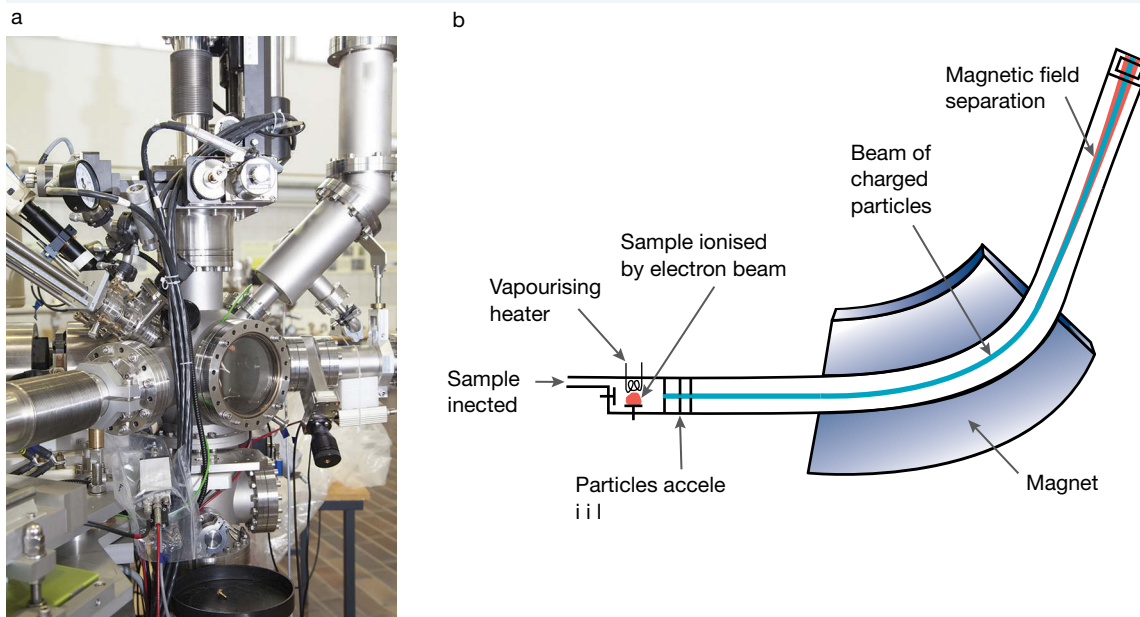 a
b
Magnetic field
separation
Beam of
charged
particles
Sample ionised
by electron beam
Vapourising
heater
Sample
inected
Particles accele
i i l
Magnet